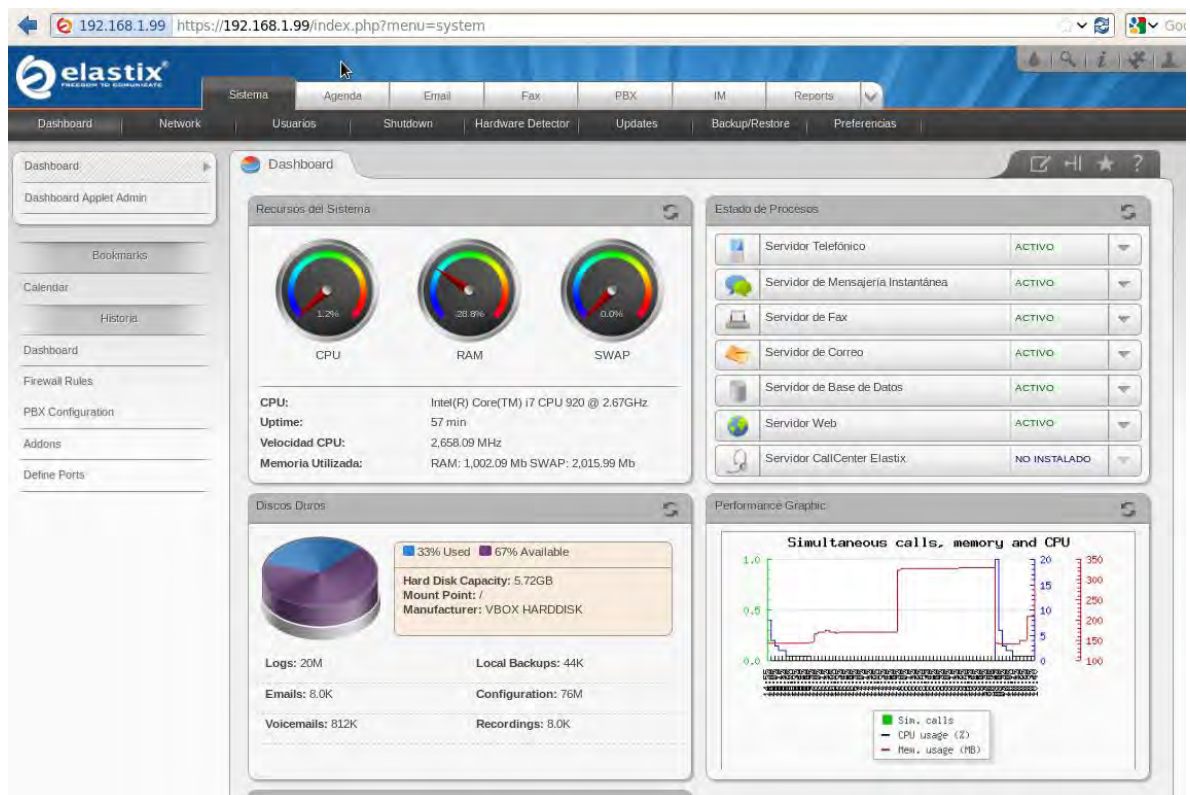 192.168.1.99 https://192.168.1.99/index.php?menu=system
elastix
FREEDOM TO COMMUNICATE
Sistema Agenda Email Fax PBX IM Reports
Dashboard Network Usuarios Shutdown Hardware Detector Updates Backup/Restore Preferencias
Dashboard
Dashboard Applet Admin
Bookmarks
Calendar
Historia
Dashboard
Firewall Rules
PBX Configuration
Addons
Define Ports
Dashboard
Recursos del Sistema
1.2% 28.8% 0.0%
CPU RAM SWAP
CPU: Intel(R) Core(TM) i7 CPU 920 @ 2.67GHz
Uptime: 57 min
Velocidad CPU: 2,658.09 MHz
Memoria Utilizada: RAM: 1,002.09 Mb SWAP: 2,015.99 Mb
Estado de Procesos
Servidor Telefónico ACTIVO
Servidor de Mensajería Instantánea ACTIVO
Servidor de Fax ACTIVO
Servidor de Correo ACTIVO
Servidor de Base de Datos ACTIVO
Servidor Web ACTIVO
Servidor CallCenter Elastix NO INSTALADO
Discos Duros
33% Used 67% Available
Hard Disk Capacity: 5.72GB
Mount Point: /
Manufacturer: VBOX HARDDISK
Logs: 20M Local Backups: 44K
Emails: 8.0K Configuration: 76M
Voicemails: 812K Recordings: 8.0K
Performance Graphic
Simultaneous calls, memory and CPU
1.0 20 350
15 300
250
0.5 10 200
5 150
0.0 0 100
Sim. calls
CPU usage (%)
Mem. usage (MB)